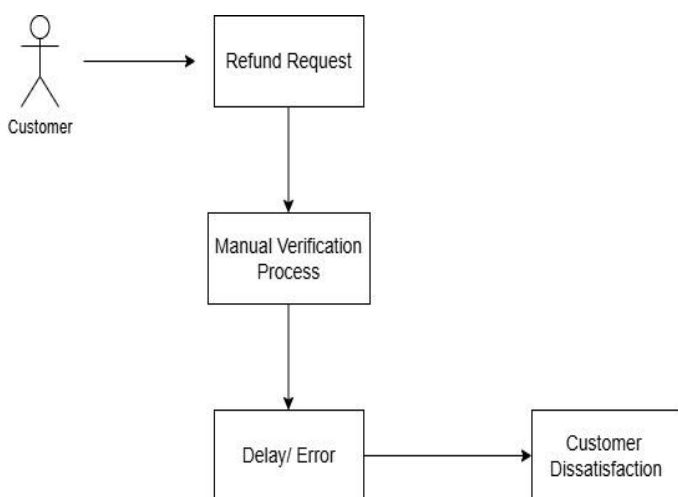 Customer
Refund Request
Manual Verification
Process
Delay/ Error
Customer
Dissatisfaction